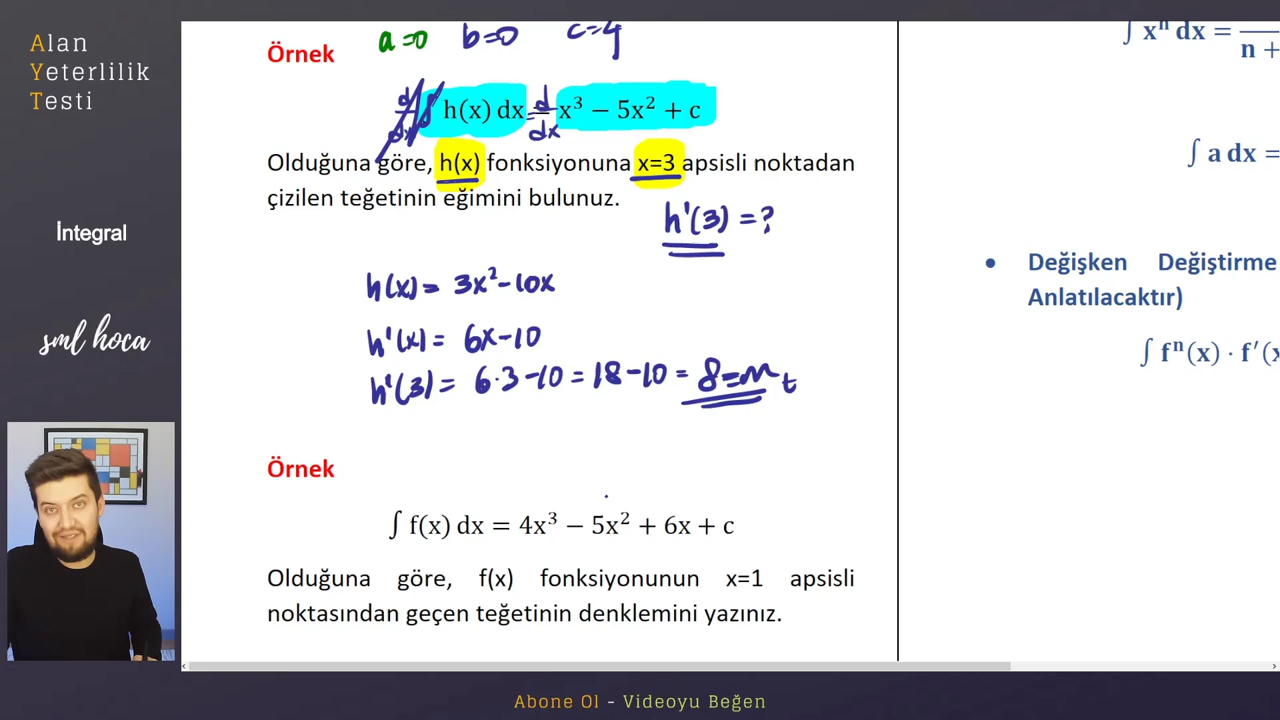 Alan
Yeterlilik
Testi
İntegral
sml hoca
Örnek
a=0 b=0 c=4
d/dx ∫ h(x) dx = d/dx x³ − 5x² + c
Olduğuna göre, h(x) fonksiyonuna x=3 apsisli noktadan
çizilen teğetinin eğimini bulunuz.
h'(3) = ?
h(x) = 3x² - 10x
h'(x) = 6x - 10
h'(3) = 6·3 - 10 = 18 - 10 = 8 = mt
Örnek
∫ f(x) dx = 4x³ − 5x² + 6x + c
Olduğuna göre, f(x) fonksiyonunun x=1 apsisli
noktasından geçen teğetinin denklemini yazınız.
∫ xⁿ dx =
n +
∫ a dx =
• Değişken Değiştirme
Anlatılacaktır)
∫ fⁿ(x) · f′(x
Abone Ol - Videoyu Beğen